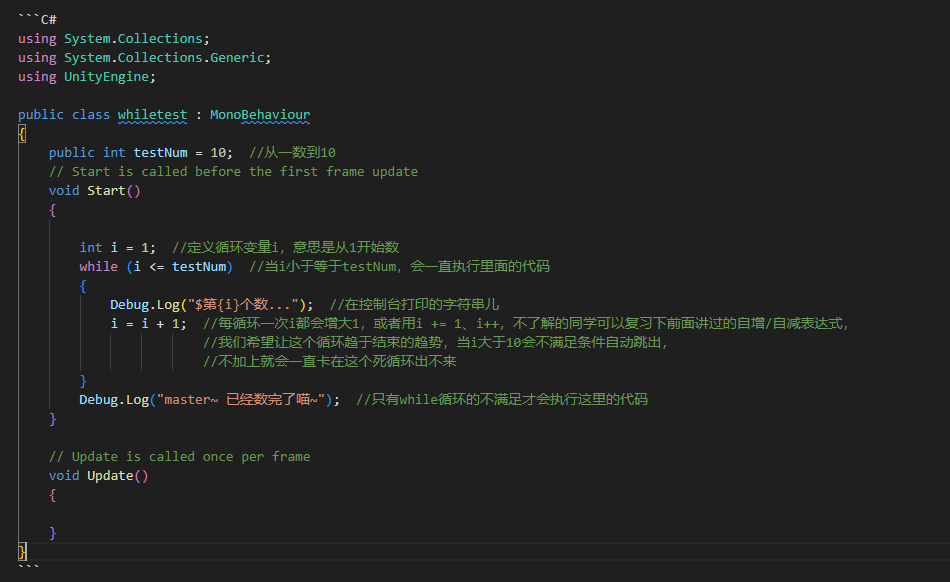 ```C#
using System.Collections;
using System.Collections.Generic;
using UnityEngine;

public class whiletest : MonoBehaviour
{
    public int testNum = 10;  //从一数到10
    // Start is called before the first frame update
    void Start()
    {

        int i = 1;  //定义循环变量i，意思是从1开始数
        while (i <= testNum)  //当i小于等于testNum，会一直执行里面的代码
        {
            Debug.Log("$第{i}个数...");  //在控制台打印的字符串儿
            i = i + 1;  //每循环一次i都会增大1，或者用i += 1、i++，不了解的同学可以复习下前面讲过的自增/自减表达式，
                        //我们希望让这个循环趋于结束的趋势，当i大于10会不满足条件自动跳出，
                        //不加上就会一直卡在这个死循环出不来
        }
        Debug.Log("master~ 已经数完了喵~");  //只有while循环的不满足才会执行这里的代码
    }

    // Update is called once per frame
    void Update()
    {

    }
}
```